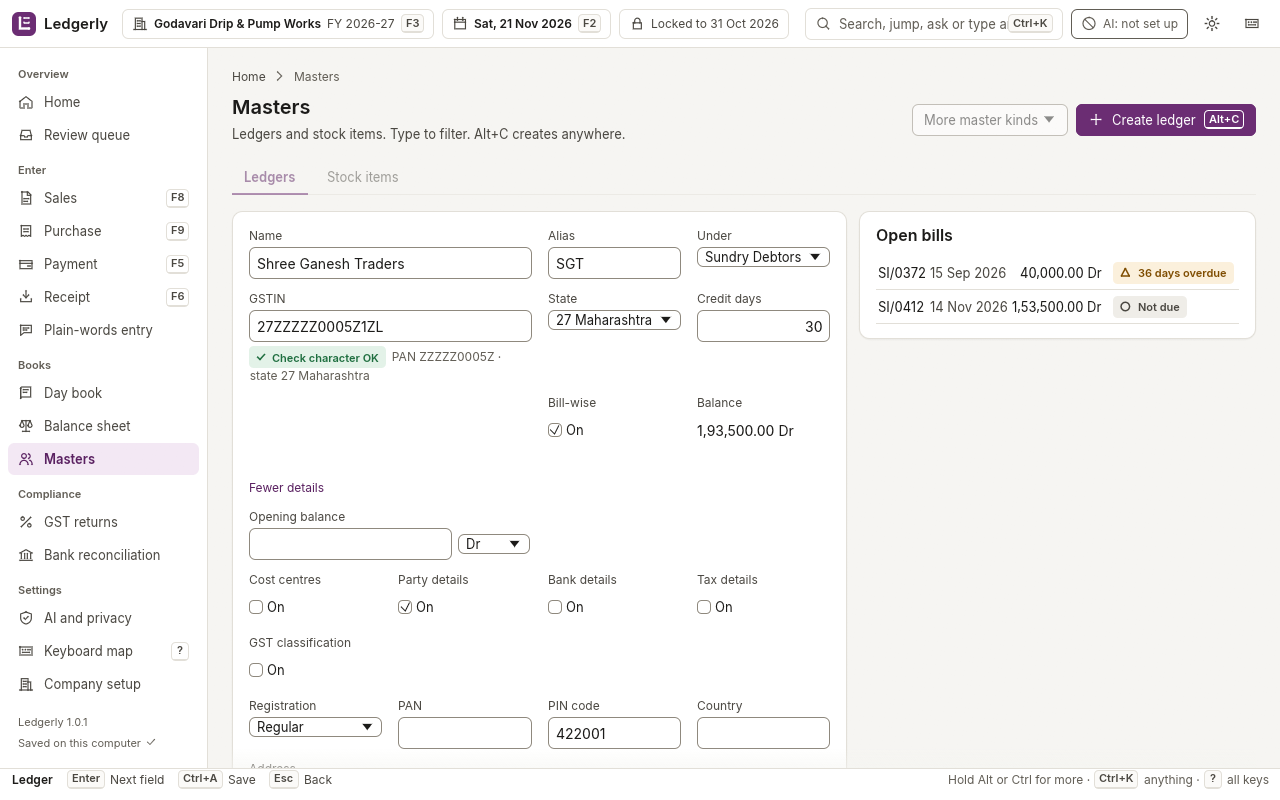 Ledgerly
Godavari Drip & Pump Works FY 2026-27 F3
Sat, 21 Nov 2026 F2
Locked to 31 Oct 2026
Search, jump, ask or type a Ctrl+K
AI: not set up
Overview
Home
Review queue
Enter
Sales F8
Purchase F9
Payment F5
Receipt F6
Plain-words entry
Books
Day book
Balance sheet
Masters
Compliance
GST returns
Bank reconciliation
Settings
AI and privacy
Keyboard map ?
Company setup
Ledgerly 1.0.1
Saved on this computer
Home Masters
Masters
Ledgers and stock items. Type to filter. Alt+C creates anywhere.
More master kinds
Create ledger Alt+C
Ledgers Stock items
Name Alias Under
Shree Ganesh Traders SGT Sundry Debtors
GSTIN State Credit days
27ZZZZZ0005Z1ZL 27 Maharashtra 30
Check character OK PAN ZZZZZ0005Z ·
state 27 Maharashtra
Bill-wise Balance
On 1,93,500.00 Dr
Fewer details
Opening balance
Dr
Cost centres Party details Bank details Tax details
On On On On
GST classification
On
Registration PAN PIN code Country
Regular 422001
Address
Open bills
SI/0372 15 Sep 2026 40,000.00 Dr 36 days overdue
SI/0412 14 Nov 2026 1,53,500.00 Dr Not due
Ledger Enter Next field Ctrl+A Save Esc Back
Hold Alt or Ctrl for more · Ctrl+K anything · ? all keys